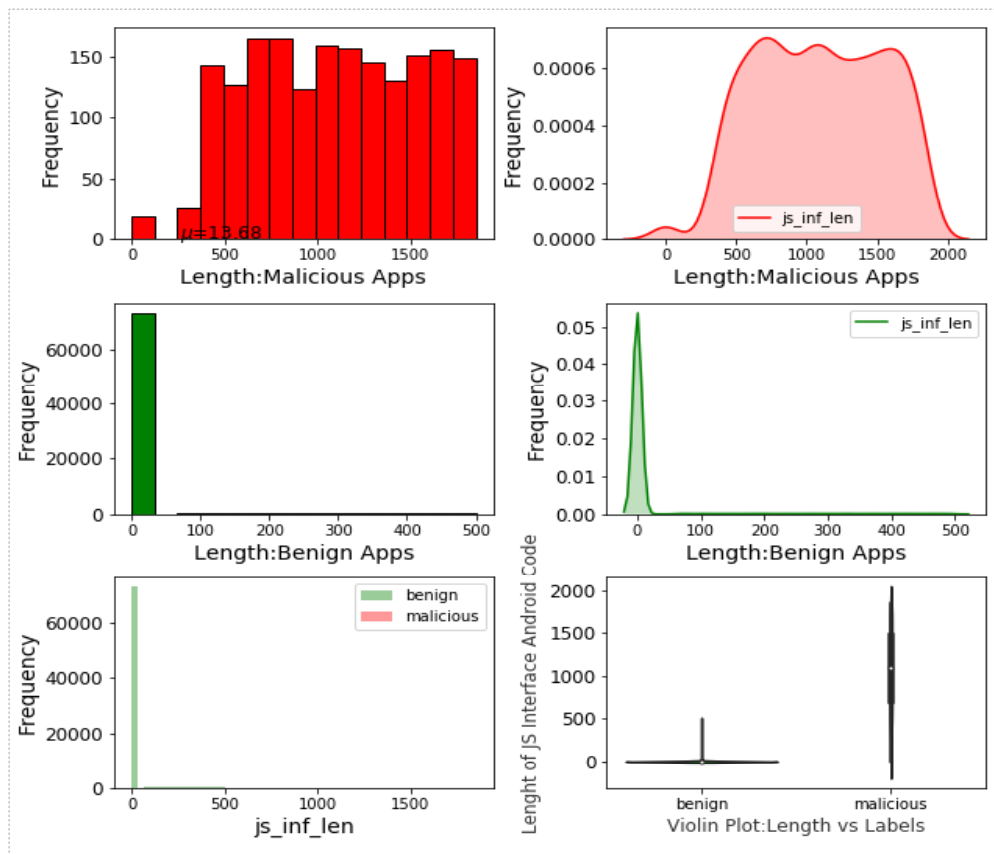 150
100
50
0
Frequency
μ=13.68
0 500 1000 1500
Length:Malicious Apps
0.0006
0.0004
0.0002
0.0000
Frequency
js_inf_len
0 500 1000 1500 2000
Length:Malicious Apps
60000
40000
20000
0
Frequency
0 100 200 300 400 500
Length:Benign Apps
0.05
0.04
0.03
0.02
0.01
0.00
Frequency
js_inf_len
0 100 200 300 400 500
Length:Benign Apps
60000
40000
20000
0
Frequency
benign
malicious
0 500 1000 1500
js_inf_len
2000
1500
1000
500
0
Lenght of JS Interface Android Code
benign malicious
Violin Plot:Length vs Labels